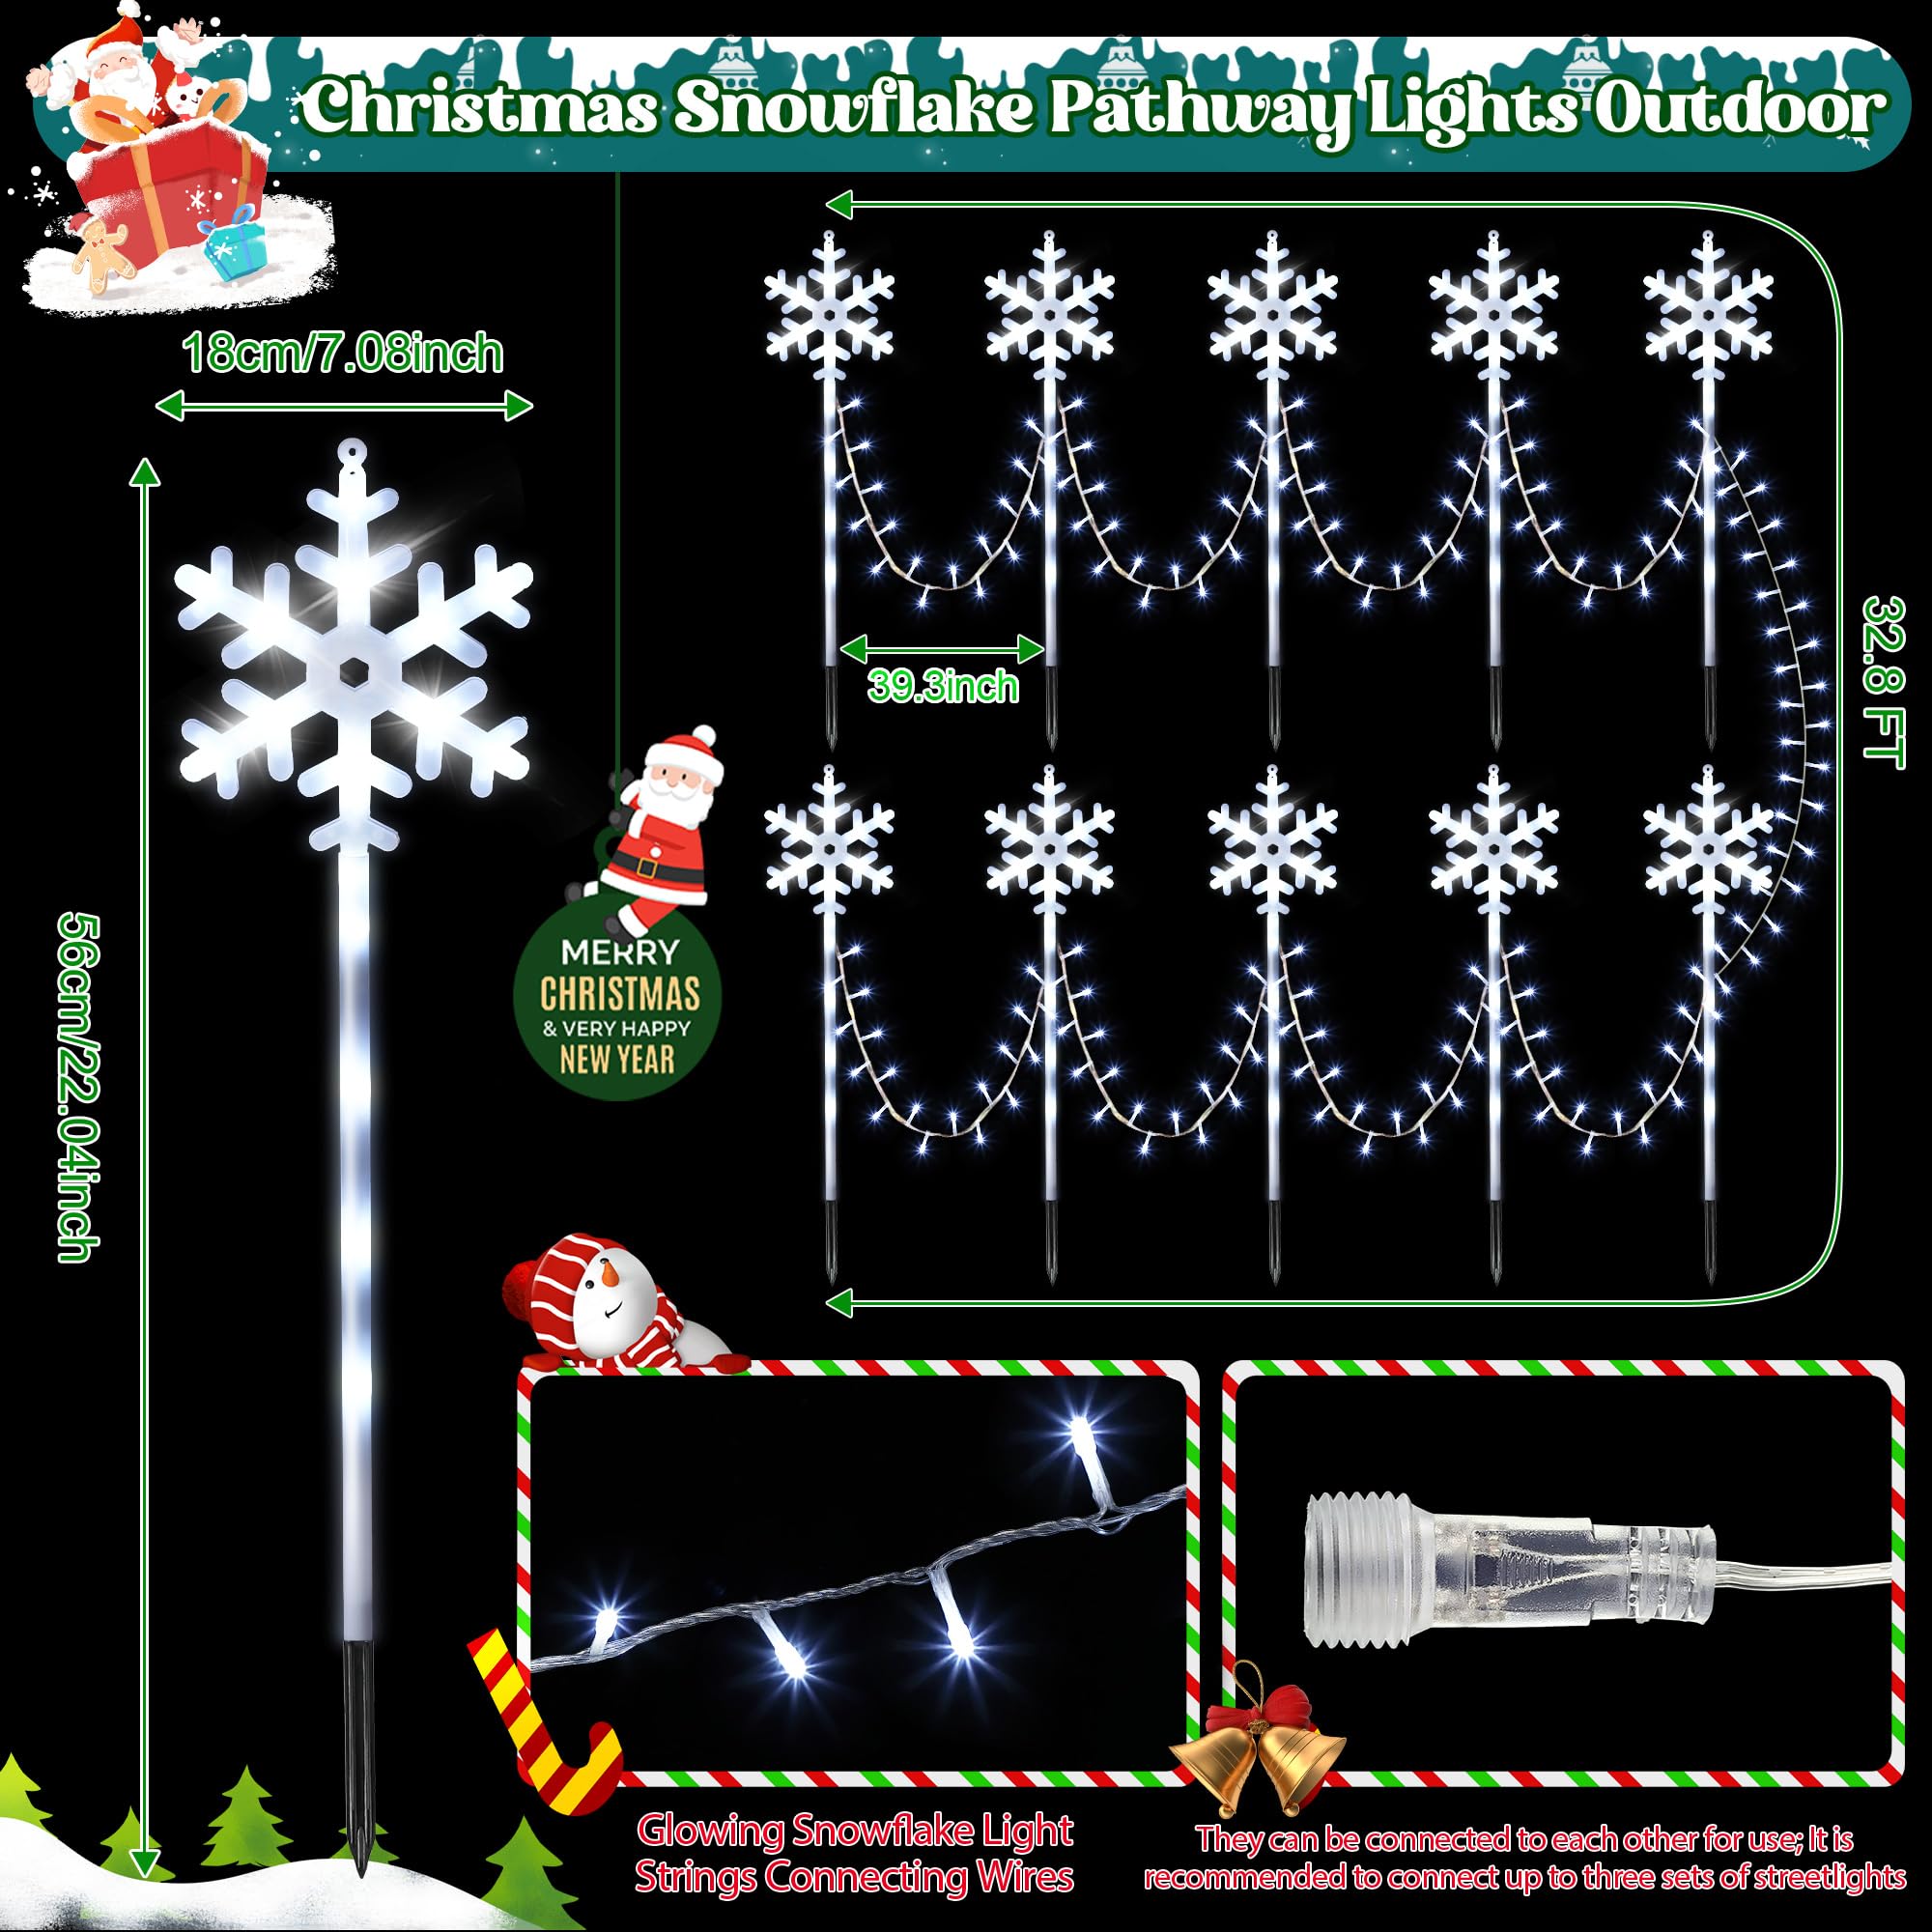 Christmas Snowflake Pathway Lights Outdoor
18cm/7.08inch
56cm/22.04inch
39.3inch
32.8 FT
MERRY
CHRISTMAS
& VERY HAPPY
NEW YEAR
Glowing Snowflake Light
Strings Connecting Wires
They can be connected to each other for use; It is
recommended to connect up to three sets of streetlights